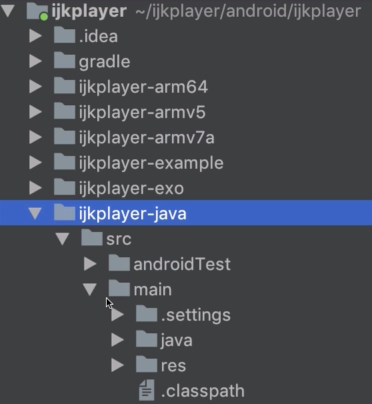 ijkplayer ~/ijkplayer/android/ijkplayer
.idea
gradle
ijkplayer-arm64
ijkplayer-armv5
ijkplayer-armv7a
ijkplayer-example
ijkplayer-exo
ijkplayer-java
src
androidTest
main
.settings
java
res
.classpath